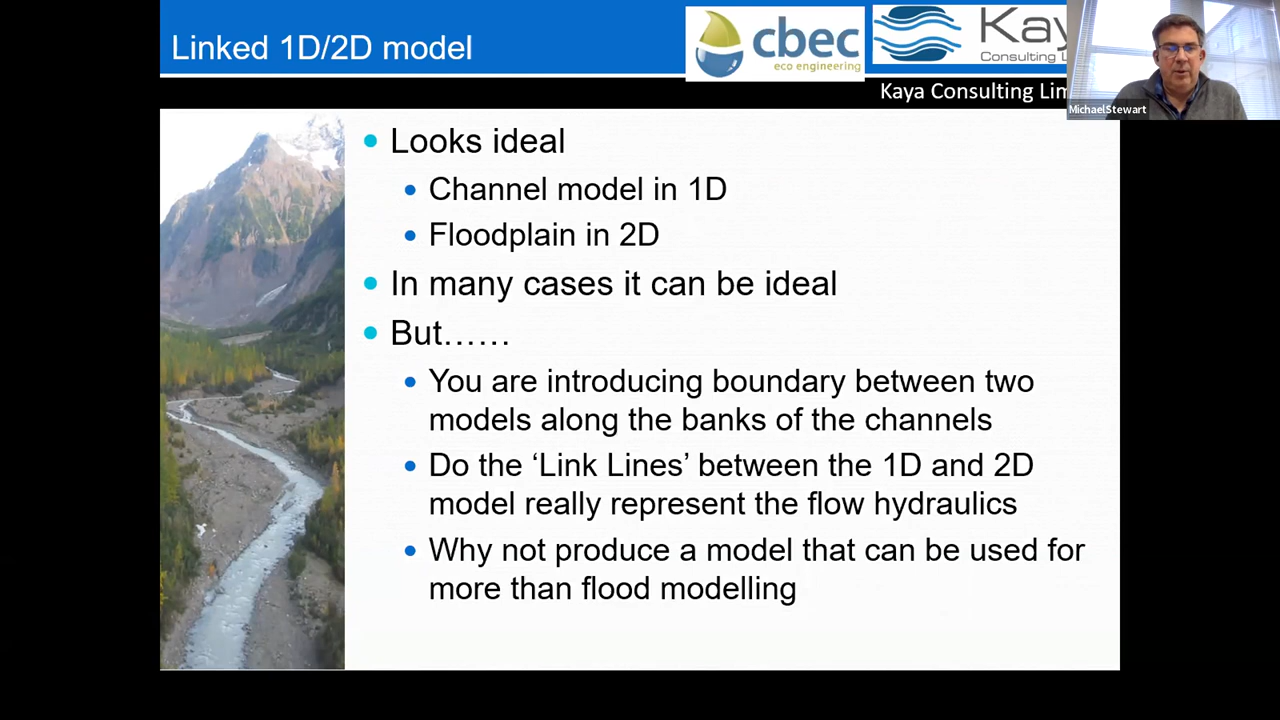 Linked 1D/2D model
cbec
eco engineering
Kay
Consulting L
Kaya Consulting Lim
MichaelStewart
Looks ideal
Channel model in 1D
Floodplain in 2D
In many cases it can be ideal
But……
You are introducing boundary between two
models along the banks of the channels
Do the ‘Link Lines’ between the 1D and 2D
model really represent the flow hydraulics
Why not produce a model that can be used for
more than flood modelling